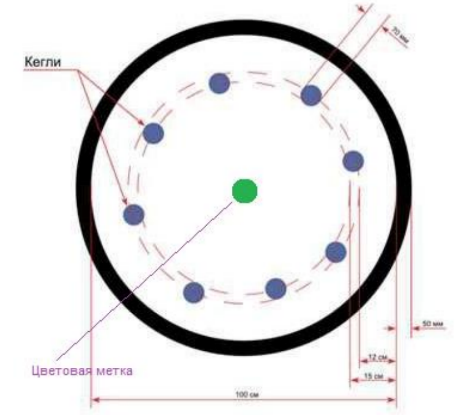 70 мм
Кегли
50 мм
12 см
Цветовая метка
15 см
100 см